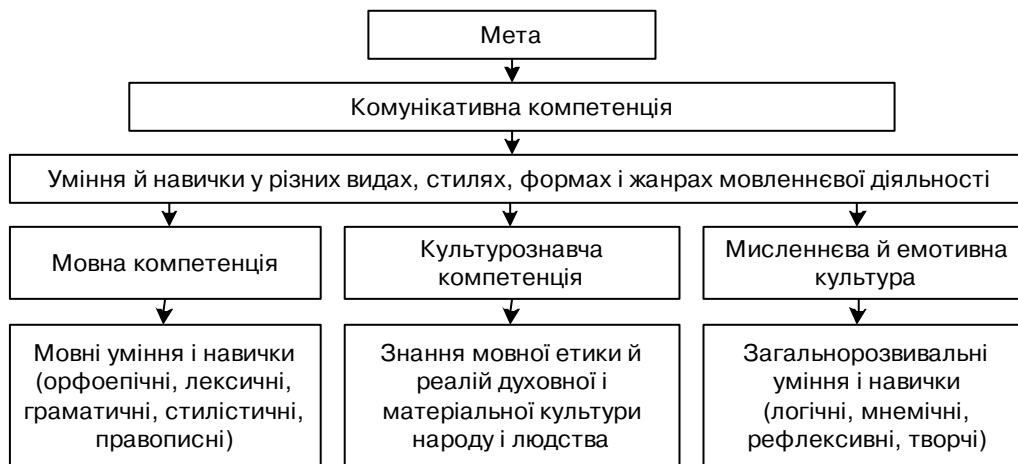 Мета
Комунікативна компетенція
Уміння й навички у різних видах, стилях, формах і жанрах мовленнєвої діяльності
Мовна компетенція
Культурознавча
компетенція
Мисленнєва й емотивна
культура
Мовні уміння і навички
(орфоепічні, лексичні,
граматичні, стилістичні,
правописні)
Знання мовної етики й
реалій духовної і
матеріальної культури
народу і людства
Загальнорозвивальні
уміння і навички
(логічні, мнемічні,
рефлексивні, творчі)